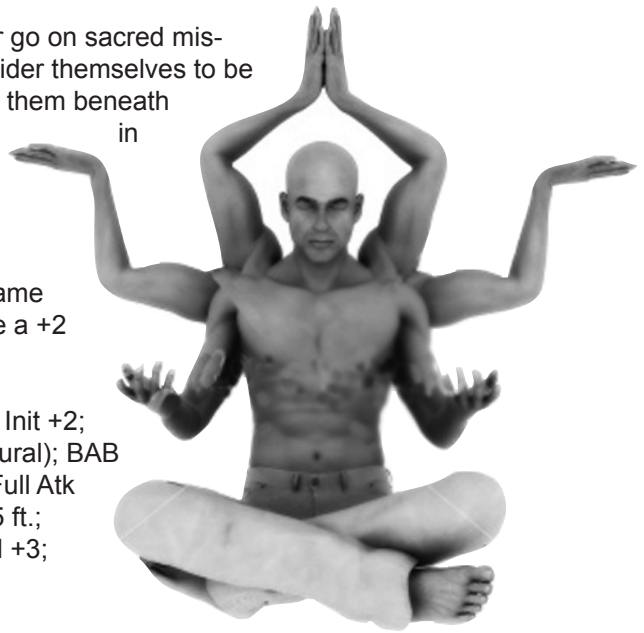 r go on sacred mis-
ider themselves to be
them beneath
in
ame
e a +2
Init +2;
ural); BAB
Full Atk
5 ft.;
l +3;